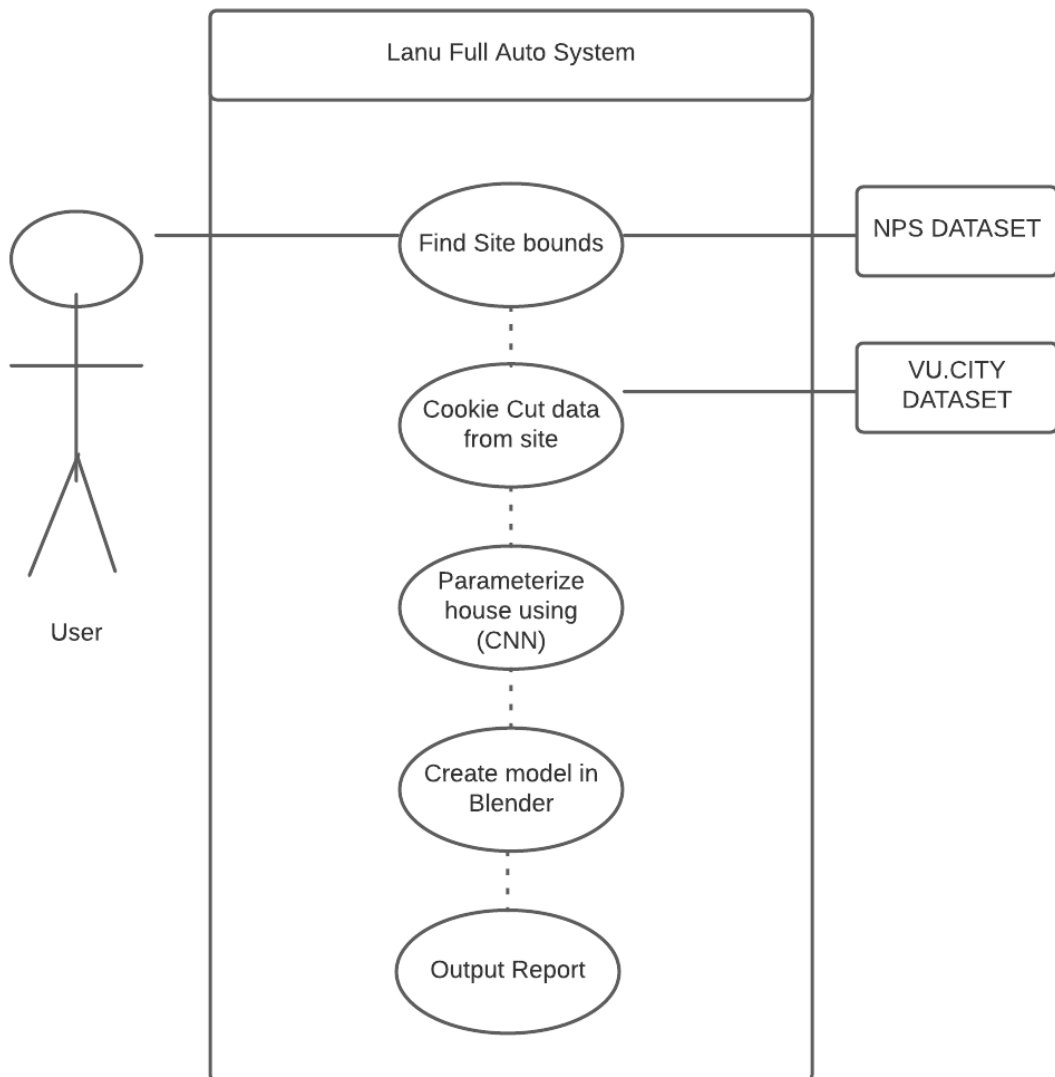 Lanu Full Auto System
Find Site bounds
NPS DATASET
Cookie Cut data
from site
VU.CITY
DATASET
Parameterize
house using
(CNN)
User
Create model in
Blender
Output Report